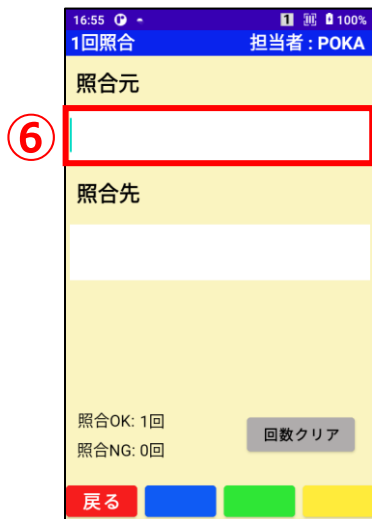 16:55 1 100%
1回照合 担当者 : POKA
照合元
⑥
照合先
照合OK: 1回
照合NG: 0回
回数クリア
戻る